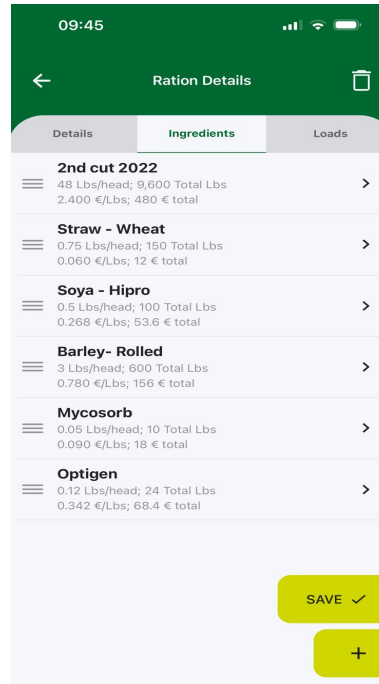 09:45
Ration Details
Details
Ingredients
Loads
2nd cut 2022
48 Lbs/head; 9,600 Total Lbs
2.400 €/Lbs; 480 € total
Straw - Wheat
0.75 Lbs/head; 150 Total Lbs
0.060 €/Lbs; 12 € total
Soya - Hipro
0.5 Lbs/head; 100 Total Lbs
0.268 €/Lbs; 53.6 € total
Barley- Rolled
3 Lbs/head; 600 Total Lbs
0.780 €/Lbs; 156 € total
Mycosorb
0.05 Lbs/head; 10 Total Lbs
0.090 €/Lbs; 18 € total
Optigen
0.12 Lbs/head; 24 Total Lbs
0.342 €/Lbs; 68.4 € total
SAVE